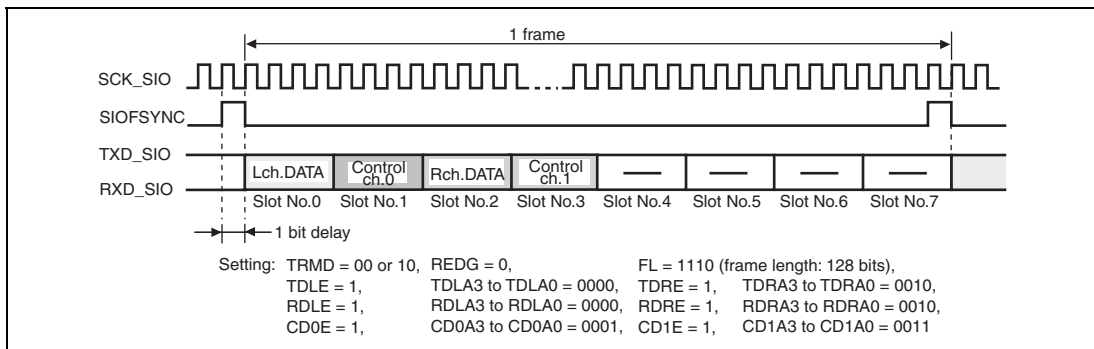 1 frame
SCK_SIO
SIOFSYNC
TXD_SIO
RXD_SIO
Lch.DATA
Control
ch.0
Rch.DATA
Control
ch.1
Slot No.0 Slot No.1 Slot No.2 Slot No.3 Slot No.4 Slot No.5 Slot No.6 Slot No.7
1 bit delay
Setting: TRMD = 00 or 10, REDG = 0, FL = 1110 (frame length: 128 bits),
TDLE = 1, TDLA3 to TDLA0 = 0000, TDRE = 1, TDRA3 to TDRA0 = 0010,
RDLE = 1, RDLA3 to RDLA0 = 0000, RDRE = 1, RDRA3 to RDRA0 = 0010,
CD0E = 1, CD0A3 to CD0A0 = 0001, CD1E = 1, CD1A3 to CD1A0 = 0011